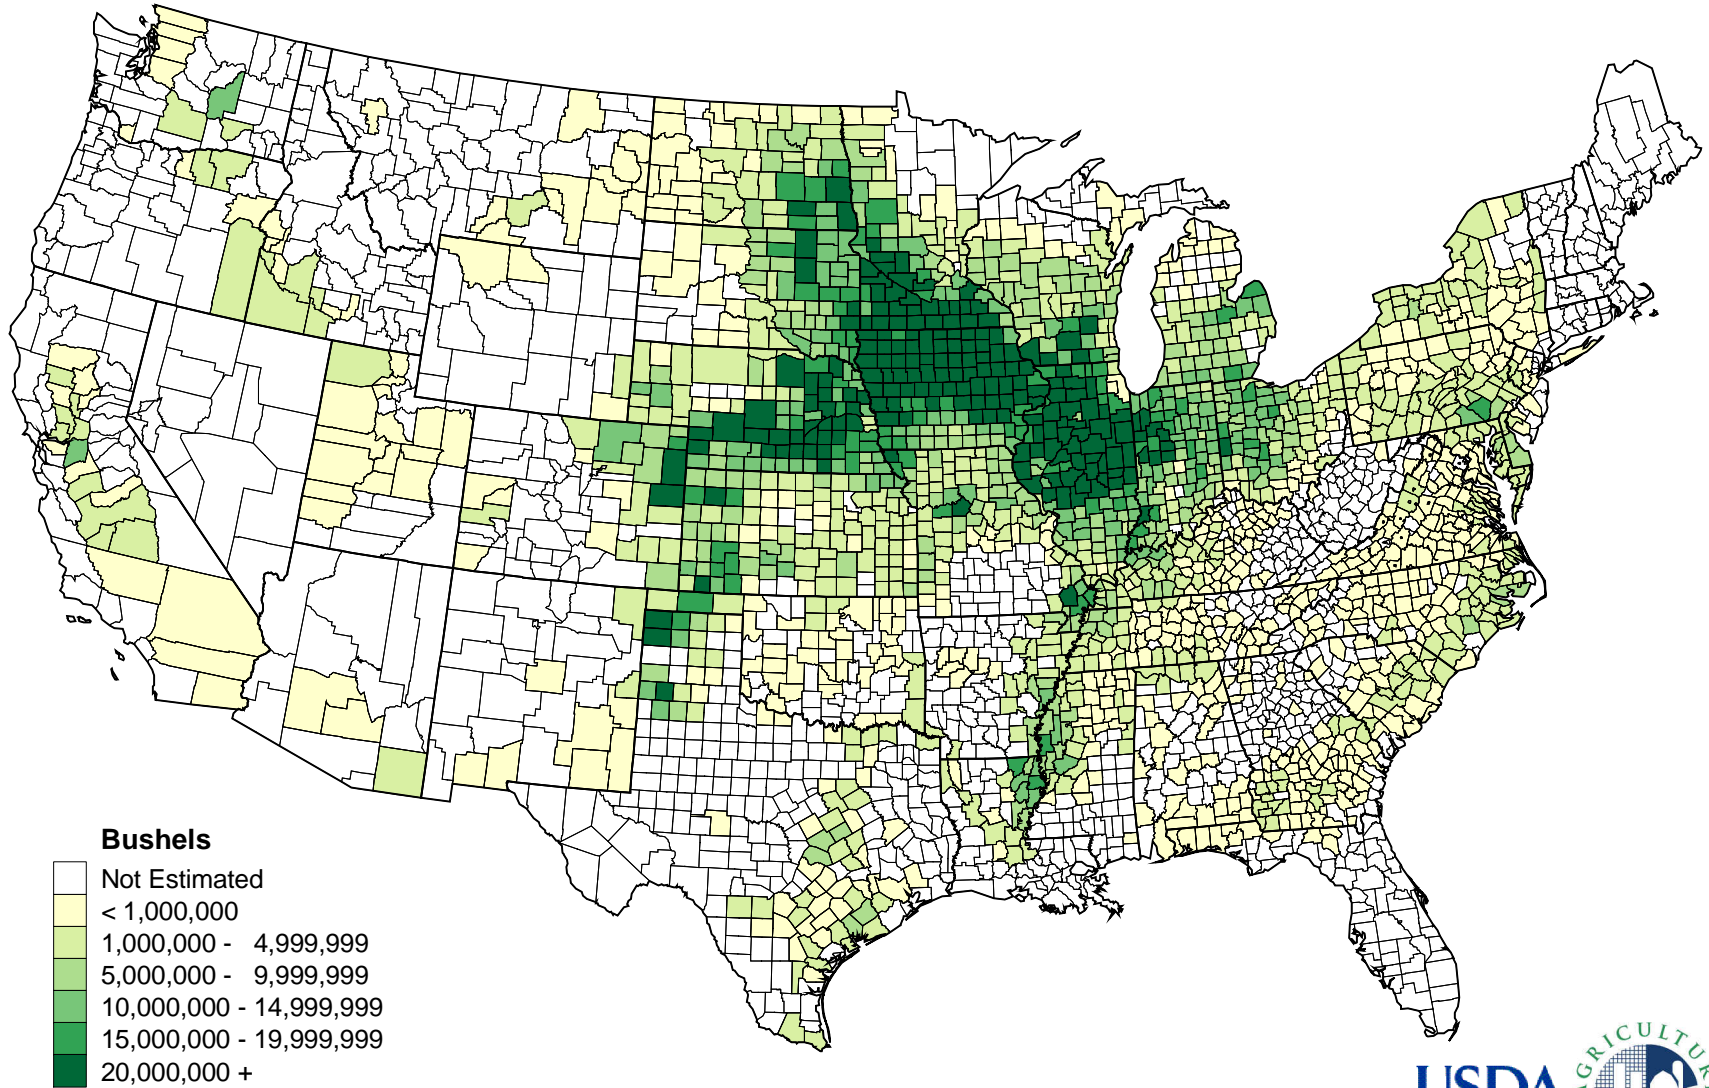 Bushels
Not Estimated
< 1,000,000
1,000,000 - 4,999,999
5,000,000 - 9,999,999
10,000,000 - 14,999,999
15,000,000 - 19,999,999
20,000,000 +
USDA